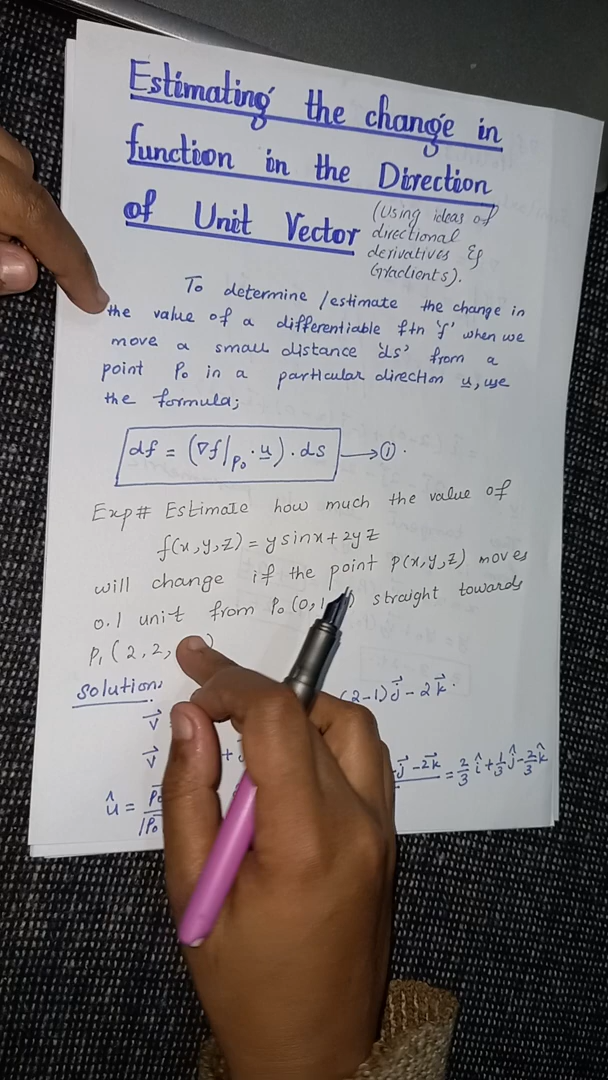 Estimating the change in
function in the Direction
of Unit Vector
(Using ideas of
directional
derivatives &
Gradients).
To determine / estimate the change in
the value of a differentiable ftn 'f' when we
move a small distance 'ds' from a
point P₀ in a particular direction u, use
the formula;
df = (∇f|P₀ · u) · ds → (i).
Exp# Estimate how much the value of
f(x,y,z) = y sinx + 2yz
will change if the point P(x,y,z) moves
0.1 unit from P₀ (0, 1, ) straight towards
P₁ (2, 2, )
Solution:
v⃗ (2-1)j⃗ - 2k⃗.
v⃗ + j⃗ - 2k⃗ = 2/3 î + 1/3 ĵ - 2/3 k̂
û = P₀ / |P₀